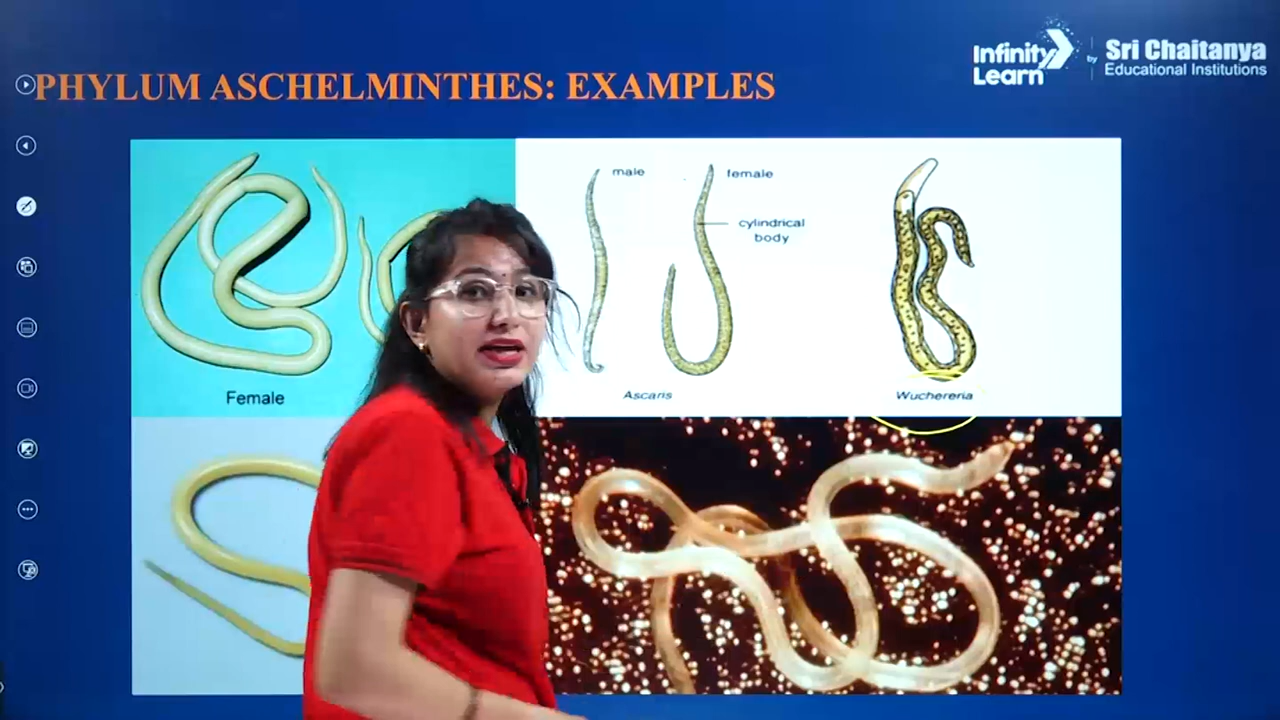 Infinity
Learn
by
Sri Chaitanya
Educational Institutions
PHYLUM ASCHELMINTHES: EXAMPLES
male
female
cylindrical
body
Female
Ascaris
Wuchereria